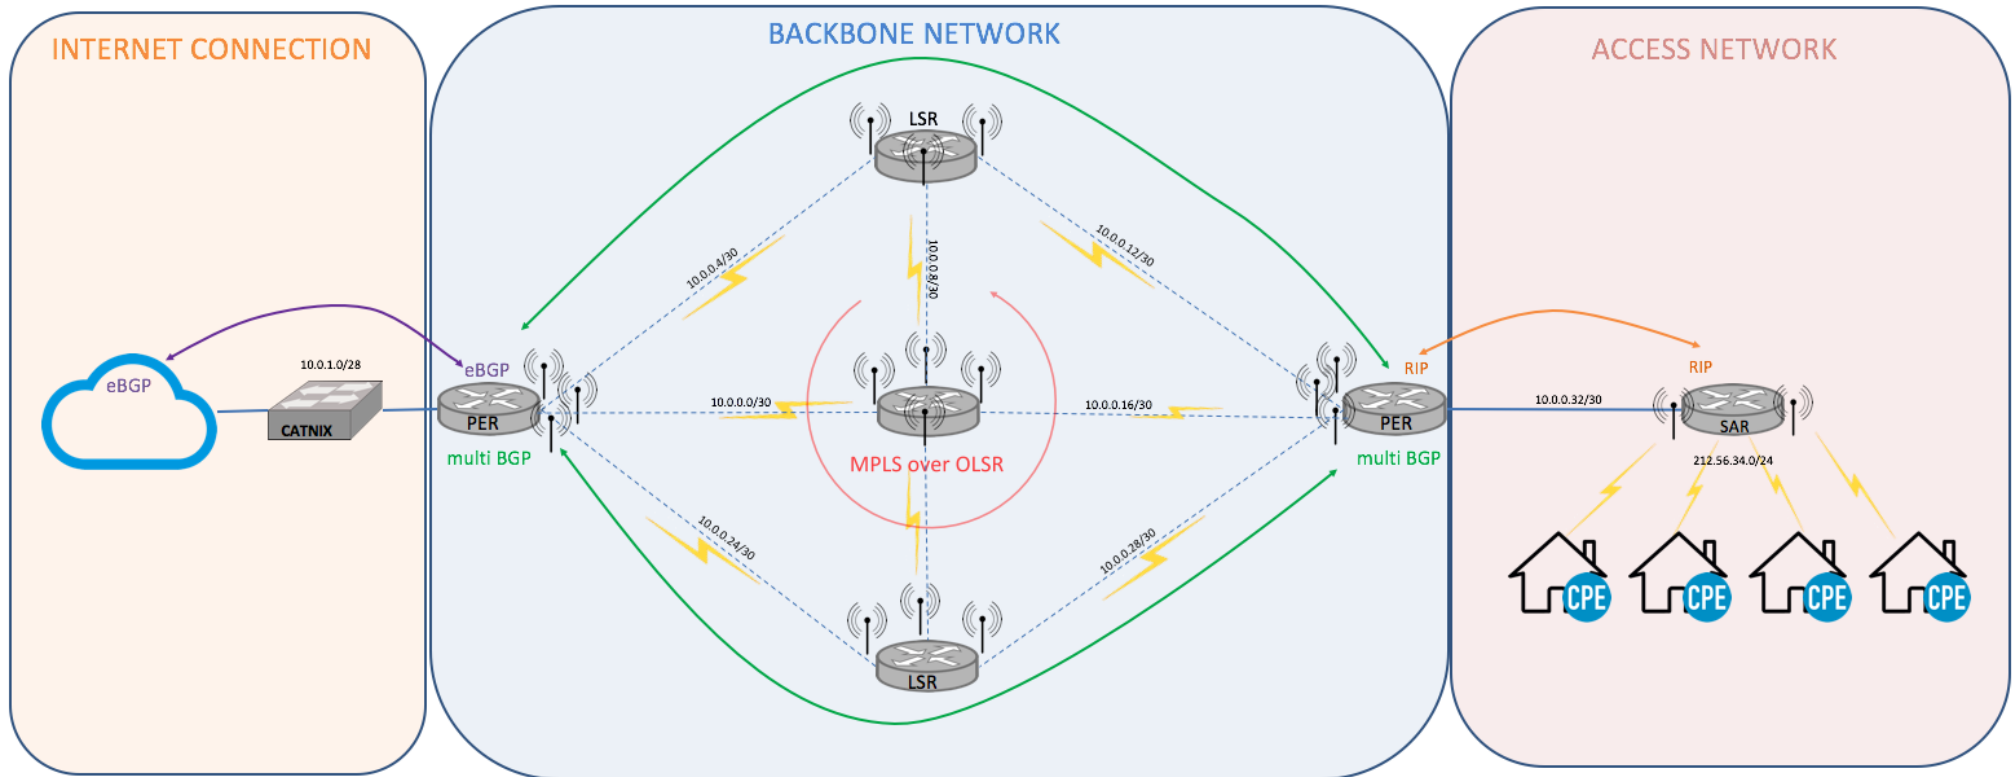 INTERNET CONNECTION
BACKBONE NETWORK
ACCESS NETWORK
LSR
10.0.0.4/30
10.0.0.8/30
10.0.0.12/30
eBGP
10.0.1.0/28
CATNIX
eBGP
PER
multi BGP
10.0.0.0/30
10.0.0.16/30
MPLS over OLSR
RIP
PER
multi BGP
10.0.0.32/30
RIP
SAR
212.56.34.0/24
10.0.0.24/30
10.0.0.28/30
LSR
CPE
CPE
CPE
CPE